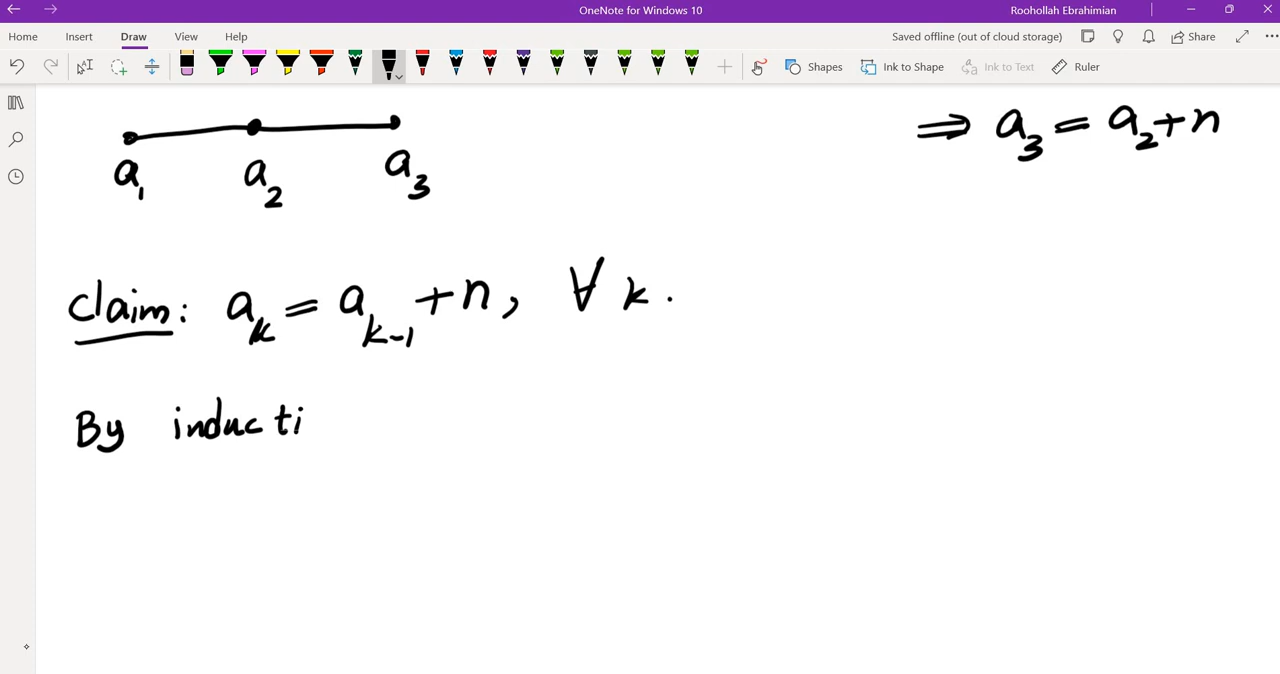 OneNote for Windows 10
Roohollah Ebrahimian
Home Insert Draw View Help
Saved offline (out of cloud storage)
Share
Shapes
Ink to Shape
Ink to Text
Ruler
⇒ a₃ = a₂ + n
a₁ a₂ a₃
Claim: aₖ = aₖ₋₁ + n, ∀ k.
By inducti